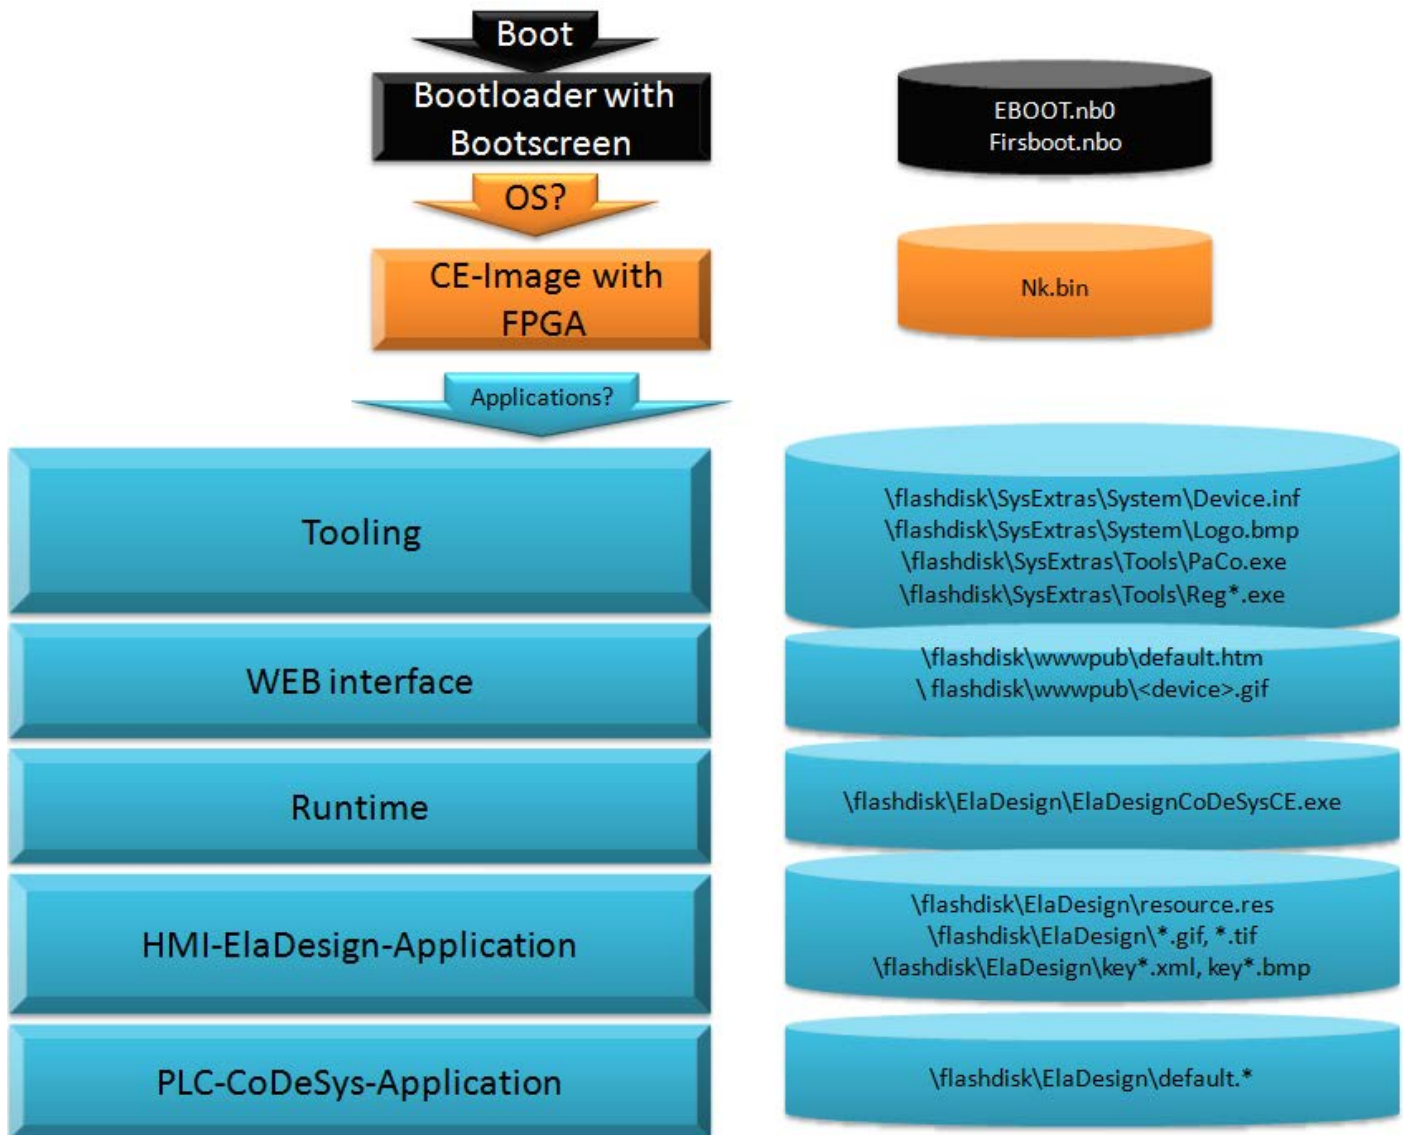 Boot
Bootloader with
Bootscreen
EBOOT.nb0
Firsboot.nbo
OS?
CE-Image with
FPGA
Nk.bin
Applications?
Tooling
\flashdisk\SysExtras\System\Device.inf
\flashdisk\SysExtras\System\Logo.bmp
\flashdisk\SysExtras\Tools\PaCo.exe
\flashdisk\SysExtras\Tools\Reg*.exe
WEB interface
\flashdisk\wwwpub\default.htm
\ flashdisk\wwwpub\<device>.gif
Runtime
\flashdisk\ElaDesign\ElaDesignCoDeSysCE.exe
HMI-ElaDesign-Application
\flashdisk\ElaDesign\resource.res
\flashdisk\ElaDesign\*.gif, *.tif
\flashdisk\ElaDesign\key*.xml, key*.bmp
PLC-CoDeSys-Application
\flashdisk\ElaDesign\default.*